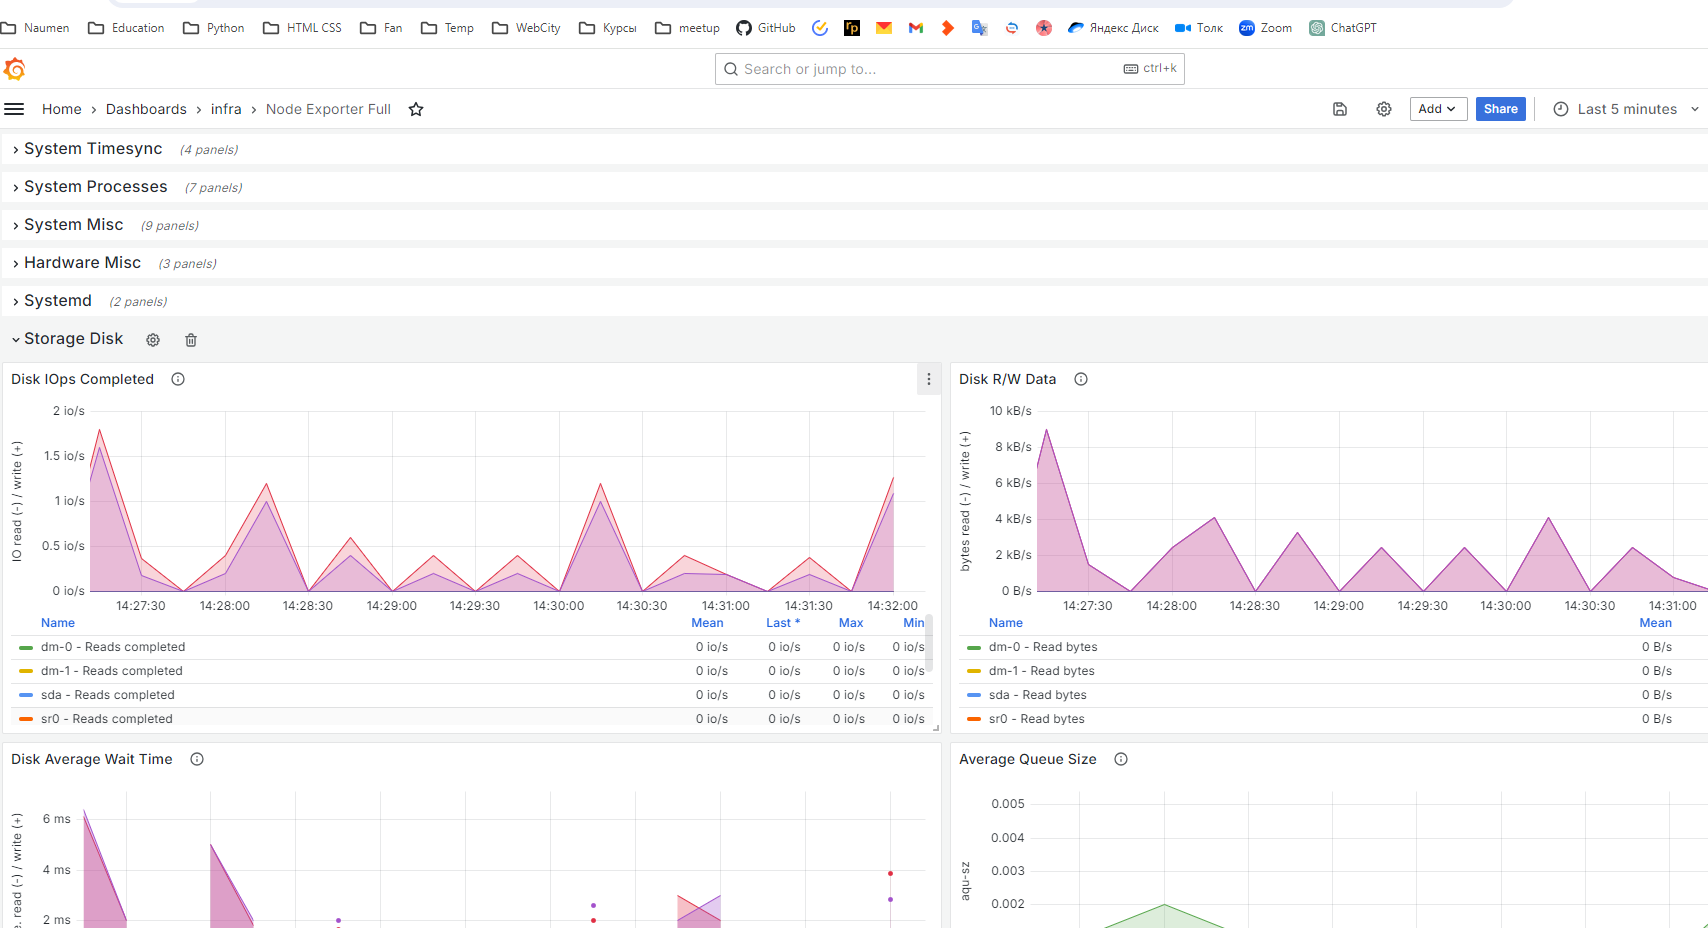 Naumen Education Python HTML CSS Fan Temp WebCity Курсы meetup GitHub rp Яндекс Диск Толк zm Zoom ChatGPT
Search or jump to... ctrl+k
Home › Dashboards › infra › Node Exporter Full Add Share Last 5 minutes
System Timesync (4 panels)
System Processes (7 panels)
System Misc (9 panels)
Hardware Misc (3 panels)
Systemd (2 panels)
Storage Disk
Disk IOps Completed
IO read (-) / write (+)
2 io/s
1.5 io/s
1 io/s
0.5 io/s
0 io/s
14:27:30 14:28:00 14:28:30 14:29:00 14:29:30 14:30:00 14:30:30 14:31:00 14:31:30 14:32:00
Name Mean Last * Max Min
dm-0 - Reads completed 0 io/s 0 io/s 0 io/s 0 io/s
dm-1 - Reads completed 0 io/s 0 io/s 0 io/s 0 io/s
sda - Reads completed 0 io/s 0 io/s 0 io/s 0 io/s
sr0 - Reads completed 0 io/s 0 io/s 0 io/s 0 io/s
Disk R/W Data
bytes read (-) / write (+)
10 kB/s
8 kB/s
6 kB/s
4 kB/s
2 kB/s
0 B/s
14:27:30 14:28:00 14:28:30 14:29:00 14:29:30 14:30:00 14:30:30 14:31:00
Name Mean
dm-0 - Read bytes 0 B/s
dm-1 - Read bytes 0 B/s
sda - Read bytes 0 B/s
sr0 - Read bytes 0 B/s
Disk Average Wait Time
. read (-) / write (+)
6 ms
4 ms
2 ms
Average Queue Size
aqu-sz
0.005
0.004
0.003
0.002